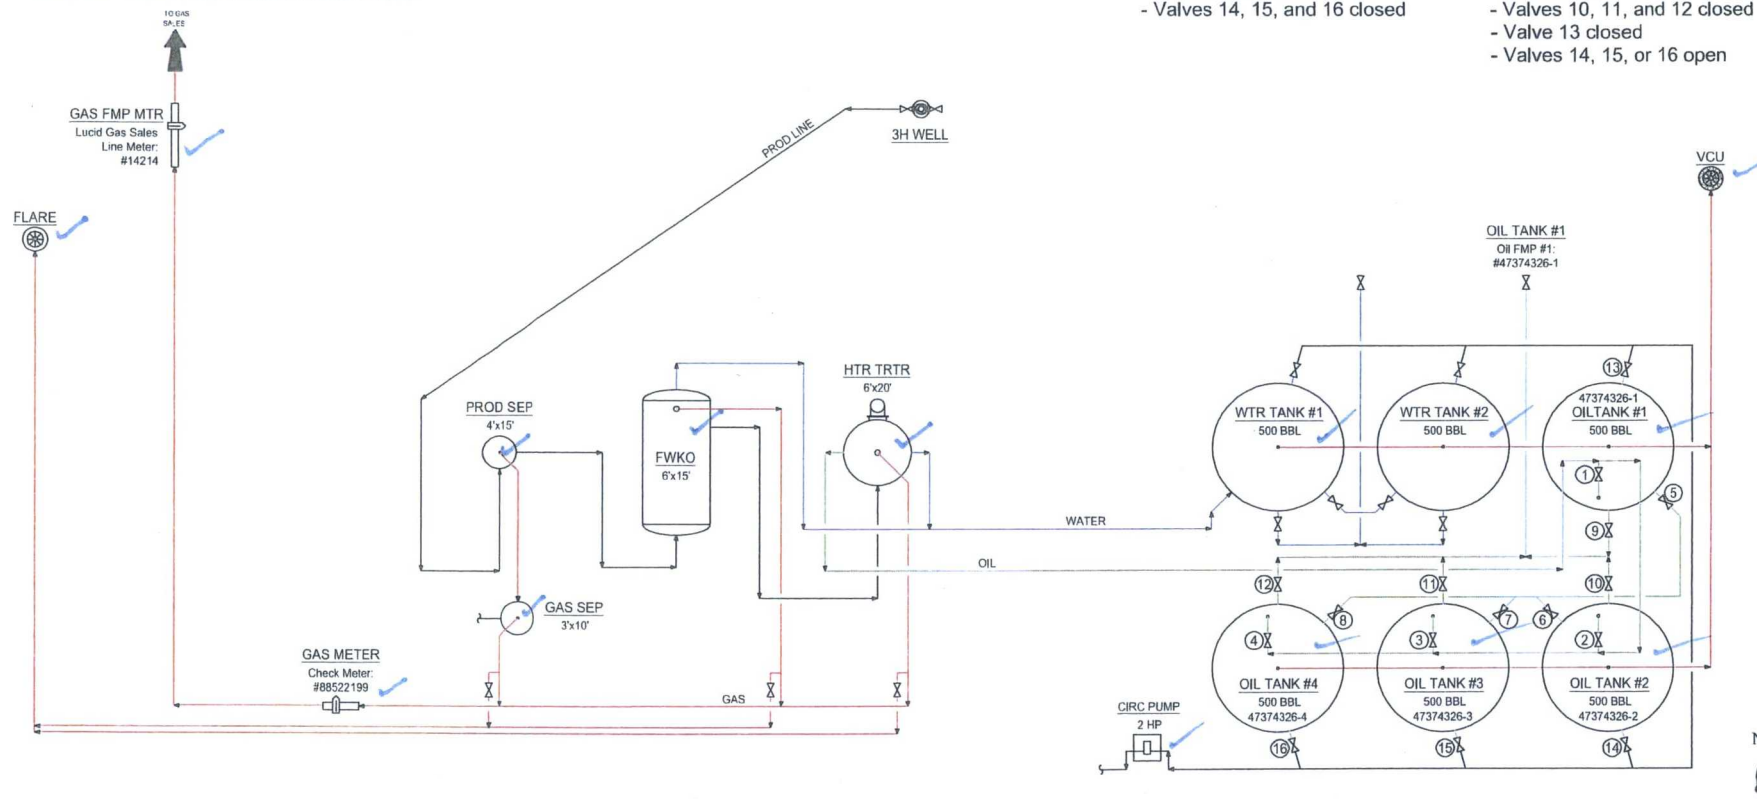 - Valves 14, 15, and 16 closed
- Valves 10, 11, and 12 closed
- Valve 13 closed
- Valves 14, 15, or 16 open
TO GAS
SALES
GAS FMP MTR
Lucid Gas Sales
Line Meter:
#14214
FLARE
PROD LINE
3H WELL
VCU
OIL TANK #1
Oil FMP #1:
#47374326-1
HTR TRTR
6'x20'
PROD SEP
4'x15'
FWKO
6'x15'
WTR TANK #1
500 BBL
WTR TANK #2
500 BBL
13
47374326-1
OILTANK #1
500 BBL
1
5
9
WATER
OIL
12
11
10
GAS SEP
3'x10'
8
7
6
4
3
2
GAS METER
Check Meter:
#88522199
GAS
OIL TANK #4
500 BBL
47374326-4
OIL TANK #3
500 BBL
47374326-3
OIL TANK #2
500 BBL
47374326-2
CIRC PUMP
2 HP
16
15
14